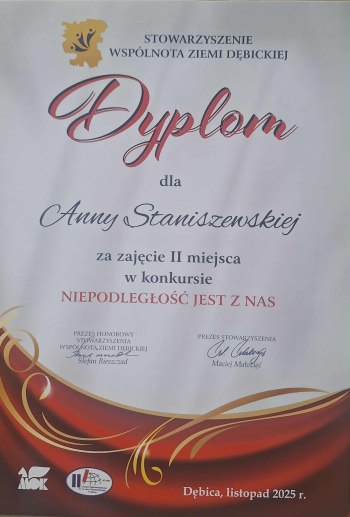 STOWARZYSZENIE
WSPÓLNOTA ZIEMI DĘBICKIEJ
Dyplom
dla
Anny Staniszewskiej
za zajęcie II miejsca
w konkursie
NIEPODLEGŁOŚĆ JEST Z NAS
PREZES HONOROWY
STOWARZYSZENIA
WSPÓLNOTA ZIEMI DĘBICKIEJ
Stefan Bieszczad
PREZES STOWARZYSZENIA
Maciej Małozięć
MOK
II
Dębica, listopad 2025 r.